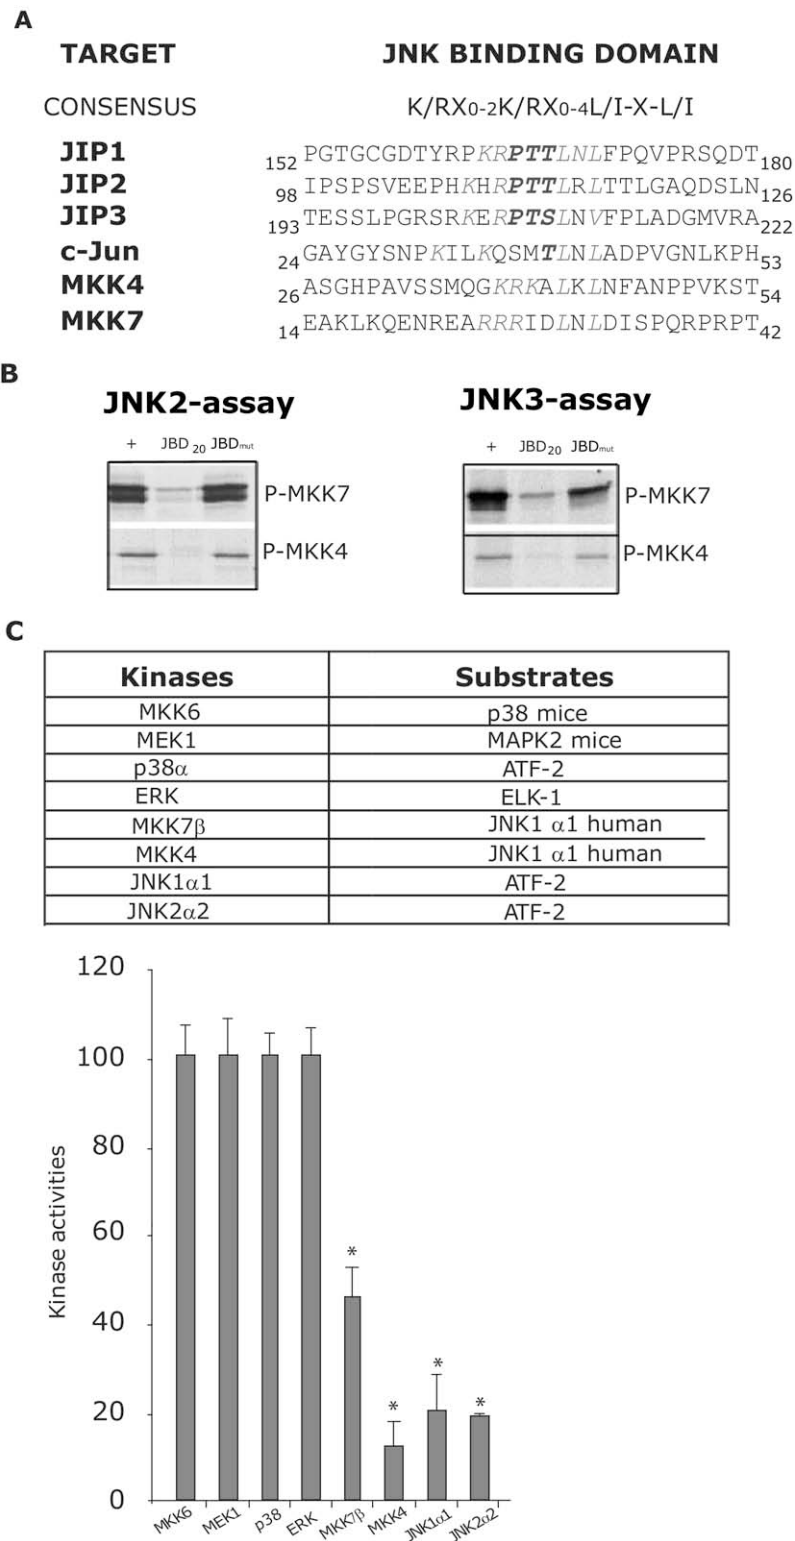 A
TARGET JNK BINDING DOMAIN
CONSENSUS K/RX0-2K/RX0-4L/I-X-L/I
JIP1 152 PGTGCGDTYRPKRPTTLNLFPQVPRSQDT 180
JIP2 98 IPSPSVEEPHKHRPTTLRLTTLGAQDSLN 126
JIP3 193 TESSLPGRSRKERPTSLNVFPLADGMVRA 222
c-Jun 24 GAYGYSNPKILKQSMTLNLADPVGNLKPH 53
MKK4 26 ASGHPAVSSMQGKRKALKLNFANPPVKST 54
MKK7 14 EAKLKQENREARRRIDLNLDISPQRPRPT 42
B
JNK2-assay JNK3-assay
+ JBD20 JBDmut + JBD20 JBDmut
P-MKK7 P-MKK7
P-MKK4 P-MKK4
C
Kinases Substrates
MKK6 p38 mice
MEK1 MAPK2 mice
p38α ATF-2
ERK ELK-1
MKK7β JNK1 α1 human
MKK4 JNK1 α1 human
JNK1α1 ATF-2
JNK2α2 ATF-2
120
100
80
60
40
20
0
Kinase activities
* * * *
MKK6 MEK1 p38 ERK MKK7β MKK4 JNK1α1 JNK2α2